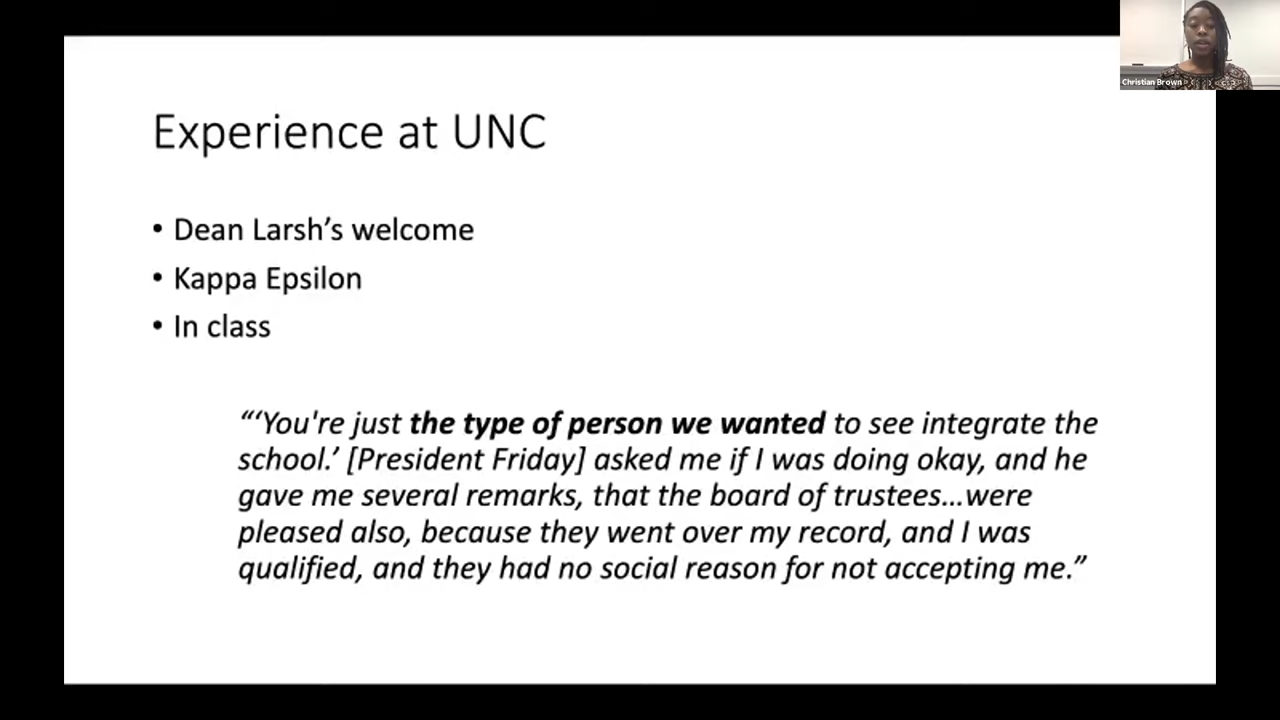 Christian Brown
Experience at UNC
• Dean Larsh’s welcome
• Kappa Epsilon
• In class
“‘You're just the type of person we wanted to see integrate the
school.’ [President Friday] asked me if I was doing okay, and he
gave me several remarks, that the board of trustees…were
pleased also, because they went over my record, and I was
qualified, and they had no social reason for not accepting me.”